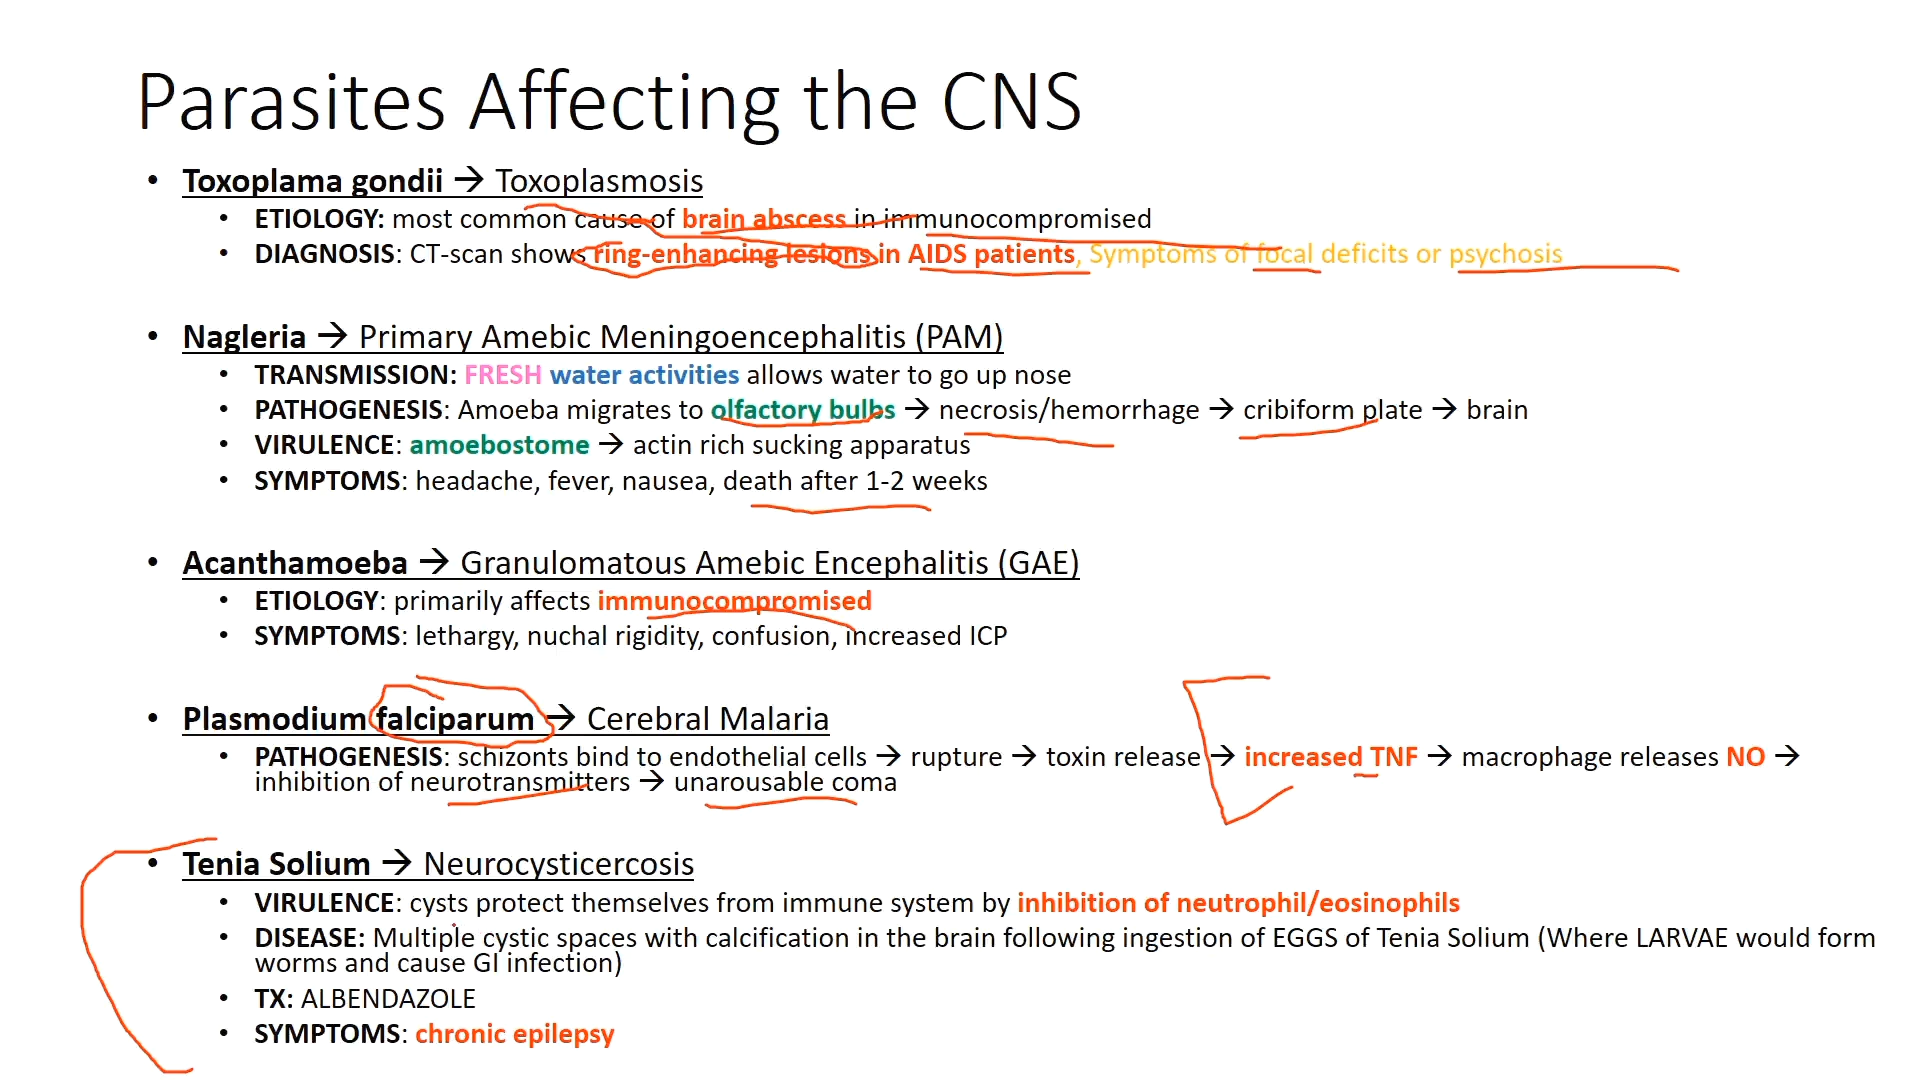 Parasites Affecting the CNS
• Toxoplama gondii → Toxoplasmosis
• ETIOLOGY: most common cause of brain abscess in immunocompromised
• DIAGNOSIS: CT-scan shows ring-enhancing lesions in AIDS patients, Symptoms of focal deficits or psychosis
• Nagleria → Primary Amebic Meningoencephalitis (PAM)
• TRANSMISSION: FRESH water activities allows water to go up nose
• PATHOGENESIS: Amoeba migrates to olfactory bulbs → necrosis/hemorrhage → cribiform plate → brain
• VIRULENCE: amoebostome → actin rich sucking apparatus
• SYMPTOMS: headache, fever, nausea, death after 1-2 weeks
• Acanthamoeba → Granulomatous Amebic Encephalitis (GAE)
• ETIOLOGY: primarily affects immunocompromised
• SYMPTOMS: lethargy, nuchal rigidity, confusion, increased ICP
• Plasmodium falciparum → Cerebral Malaria
• PATHOGENESIS: schizonts bind to endothelial cells → rupture → toxin release → increased TNF → macrophage releases NO →
inhibition of neurotransmitters → unarousable coma
• Tenia Solium → Neurocysticercosis
• VIRULENCE: cysts protect themselves from immune system by inhibition of neutrophil/eosinophils
• DISEASE: Multiple cystic spaces with calcification in the brain following ingestion of EGGS of Tenia Solium (Where LARVAE would form
worms and cause GI infection)
• TX: ALBENDAZOLE
• SYMPTOMS: chronic epilepsy